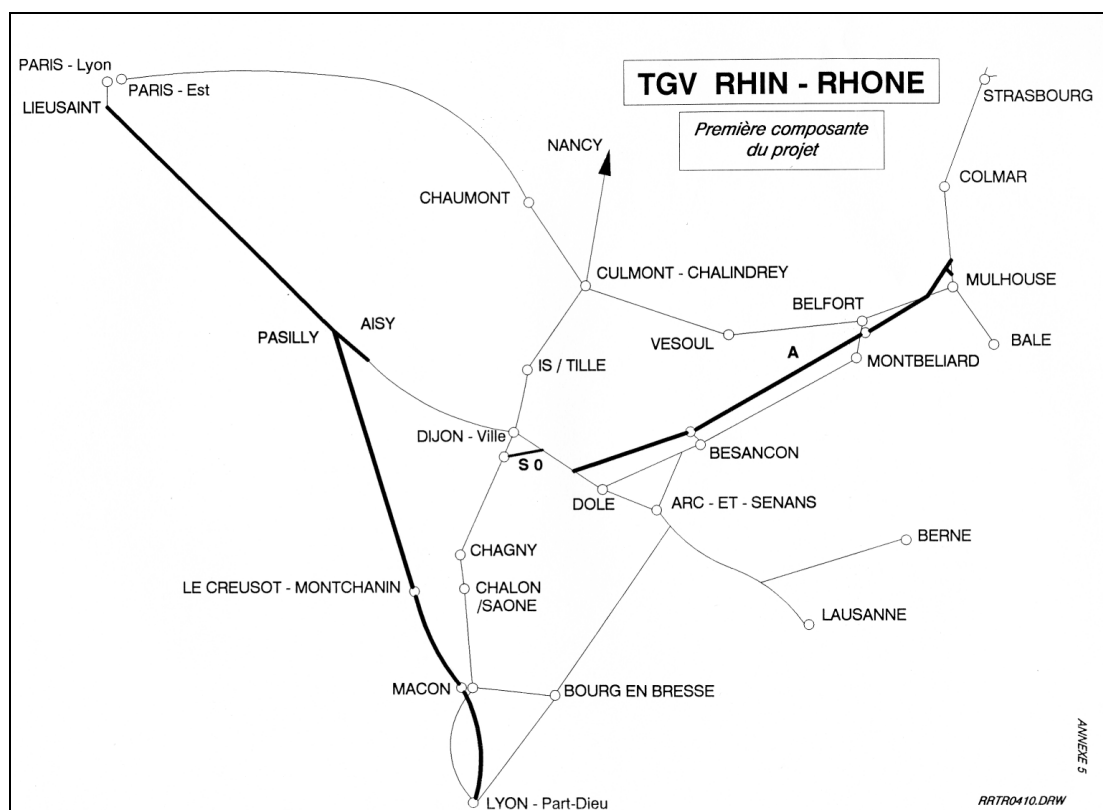 PARIS - Lyon
PARIS - Est
LIEUSAINT
TGV RHIN - RHONE
Première composante
du projet
STRASBOURG
NANCY
COLMAR
CHAUMONT
CULMONT - CHALINDREY
MULHOUSE
BELFORT
PASILLY
AISY
VESOUL
A
BALE
MONTBELIARD
IS / TILLE
DIJON - Ville
S 0
BESANCON
DOLE
ARC - ET - SENANS
BERNE
CHAGNY
LE CREUSOT - MONTCHANIN
CHALON
/SAONE
LAUSANNE
MACON
BOURG EN BRESSE
ANNEXE 5
LYON - Part-Dieu
RRTR0410.DRW